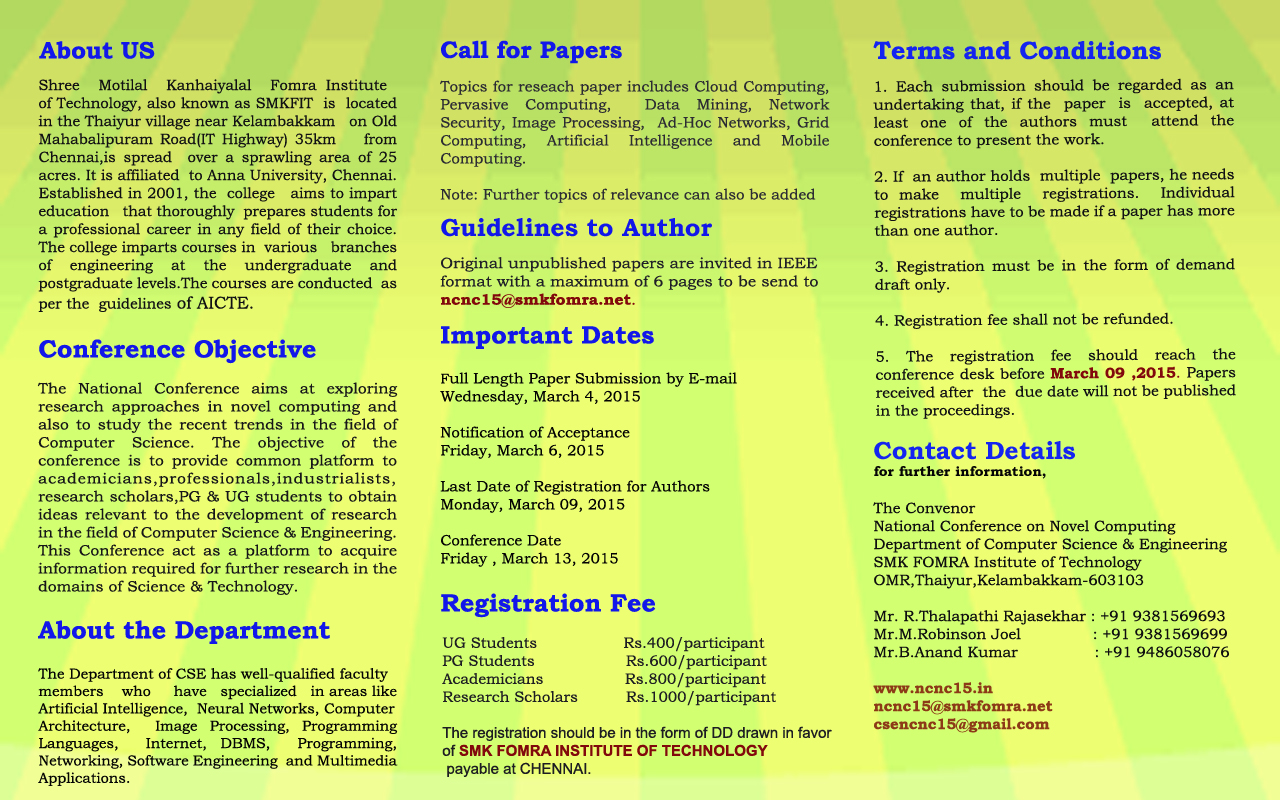 About US
Shree Motilal Kanhaiyalal Fomra Institute
of Technology, also known as SMKFIT is located
in the Thaiyur village near Kelambakkam on Old
Mahabalipuram Road(IT Highway) 35km from
Chennai,is spread over a sprawling area of 25
acres. It is affiliated to Anna University, Chennai.
Established in 2001, the college aims to impart
education that thoroughly prepares students for
a professional career in any field of their choice.
The college imparts courses in various branches
of engineering at the undergraduate and
postgraduate levels.The courses are conducted as
per the guidelines of AICTE.
Conference Objective
The National Conference aims at exploring
research approaches in novel computing and
also to study the recent trends in the field of
Computer Science. The objective of the
conference is to provide common platform to
academicians,professionals,industrialists,
research scholars,PG & UG students to obtain
ideas relevant to the development of research
in the field of Computer Science & Engineering.
This Conference act as a platform to acquire
information required for further research in the
domains of Science & Technology.
About the Department
The Department of CSE has well-qualified faculty
members who have specialized in areas like
Artificial Intelligence, Neural Networks, Computer
Architecture, Image Processing, Programming
Languages, Internet, DBMS, Programming,
Networking, Software Engineering and Multimedia
Applications.
Call for Papers
Topics for reseach paper includes Cloud Computing,
Pervasive Computing, Data Mining, Network
Security, Image Processing, Ad-Hoc Networks, Grid
Computing, Artificial Intelligence and Mobile
Computing.
Note: Further topics of relevance can also be added
Guidelines to Author
Original unpublished papers are invited in IEEE
format with a maximum of 6 pages to be send to
ncnc15@smkfomra.net.
Important Dates
Full Length Paper Submission by E-mail
Wednesday, March 4, 2015
Notification of Acceptance
Friday, March 6, 2015
Last Date of Registration for Authors
Monday, March 09, 2015
Conference Date
Friday , March 13, 2015
Registration Fee
UG Students Rs.400/participant
PG Students Rs.600/participant
Academicians Rs.800/participant
Research Scholars Rs.1000/participant
The registration should be in the form of DD drawn in favor
of SMK FOMRA INSTITUTE OF TECHNOLOGY
payable at CHENNAI.
Terms and Conditions
1. Each submission should be regarded as an
undertaking that, if the paper is accepted, at
least one of the authors must attend the
conference to present the work.
2. If an author holds multiple papers, he needs
to make multiple registrations. Individual
registrations have to be made if a paper has more
than one author.
3. Registration must be in the form of demand
draft only.
4. Registration fee shall not be refunded.
5. The registration fee should reach the
conference desk before March 09 ,2015. Papers
received after the due date will not be published
in the proceedings.
Contact Details
for further information,
The Convenor
National Conference on Novel Computing
Department of Computer Science & Engineering
SMK FOMRA Institute of Technology
OMR,Thaiyur,Kelambakkam-603103
Mr. R.Thalapathi Rajasekhar : +91 9381569693
Mr.M.Robinson Joel : +91 9381569699
Mr.B.Anand Kumar : +91 9486058076
www.ncnc15.in
ncnc15@smkfomra.net
csencnc15@gmail.com